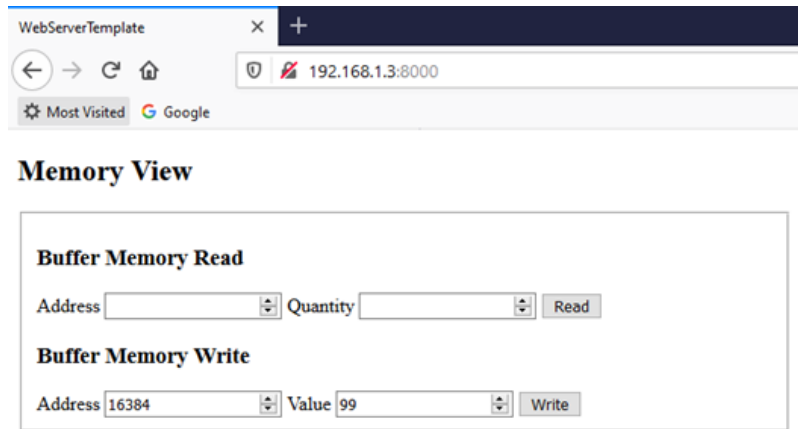 WebServerTemplate
192.168.1.3:8000
Most Visited Google
Memory View
Buffer Memory Read
Address Quantity Read
Buffer Memory Write
Address 16384 Value 99 Write